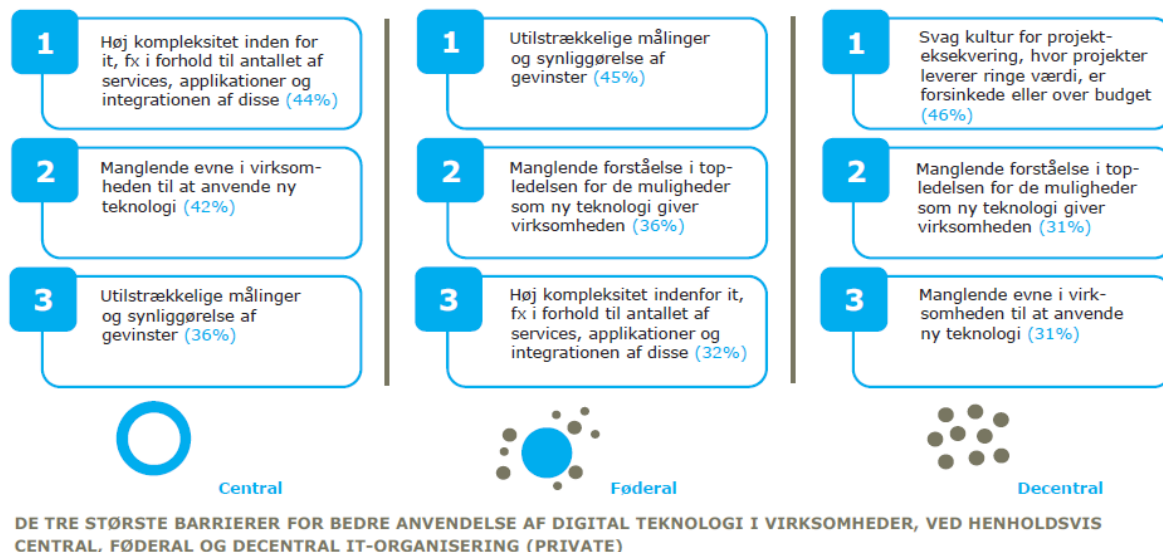 1
Høj kompleksitet inden for
it, fx i forhold til antallet af
services, applikationer og
integrationen af disse (44%)
2
Manglende evne i virksom-
heden til at anvende ny
teknologi (42%)
3
Utilstrækkelige målinger
og synliggørelse af
gevinster (36%)
Central
1
Utilstrækkelige målinger
og synliggørelse af
gevinster (45%)
2
Manglende forståelse i top-
ledelsen for de muligheder
som ny teknologi giver
virksomheden (36%)
3
Høj kompleksitet indenfor it,
fx i forhold til antallet af
services, applikationer og
integrationen af disse (32%)
Føderal
1
Svag kultur for projekt-
eksekvering, hvor projekter
leverer ringe værdi, er
forsinkede eller over budget
(46%)
2
Manglende forståelse i top-
ledelsen for de muligheder
som ny teknologi giver
virksomheden (31%)
3
Manglende evne i virk-
somheden til at anvende
ny teknologi (31%)
Decentral
DE TRE STØRSTE BARRIERER FOR BEDRE ANVENDELSE AF DIGITAL TEKNOLOGI I VIRKSOMHEDER, VED HENHOLDSVIS
CENTRAL, FØDERAL OG DECENTRAL IT-ORGANISERING (PRIVATE)